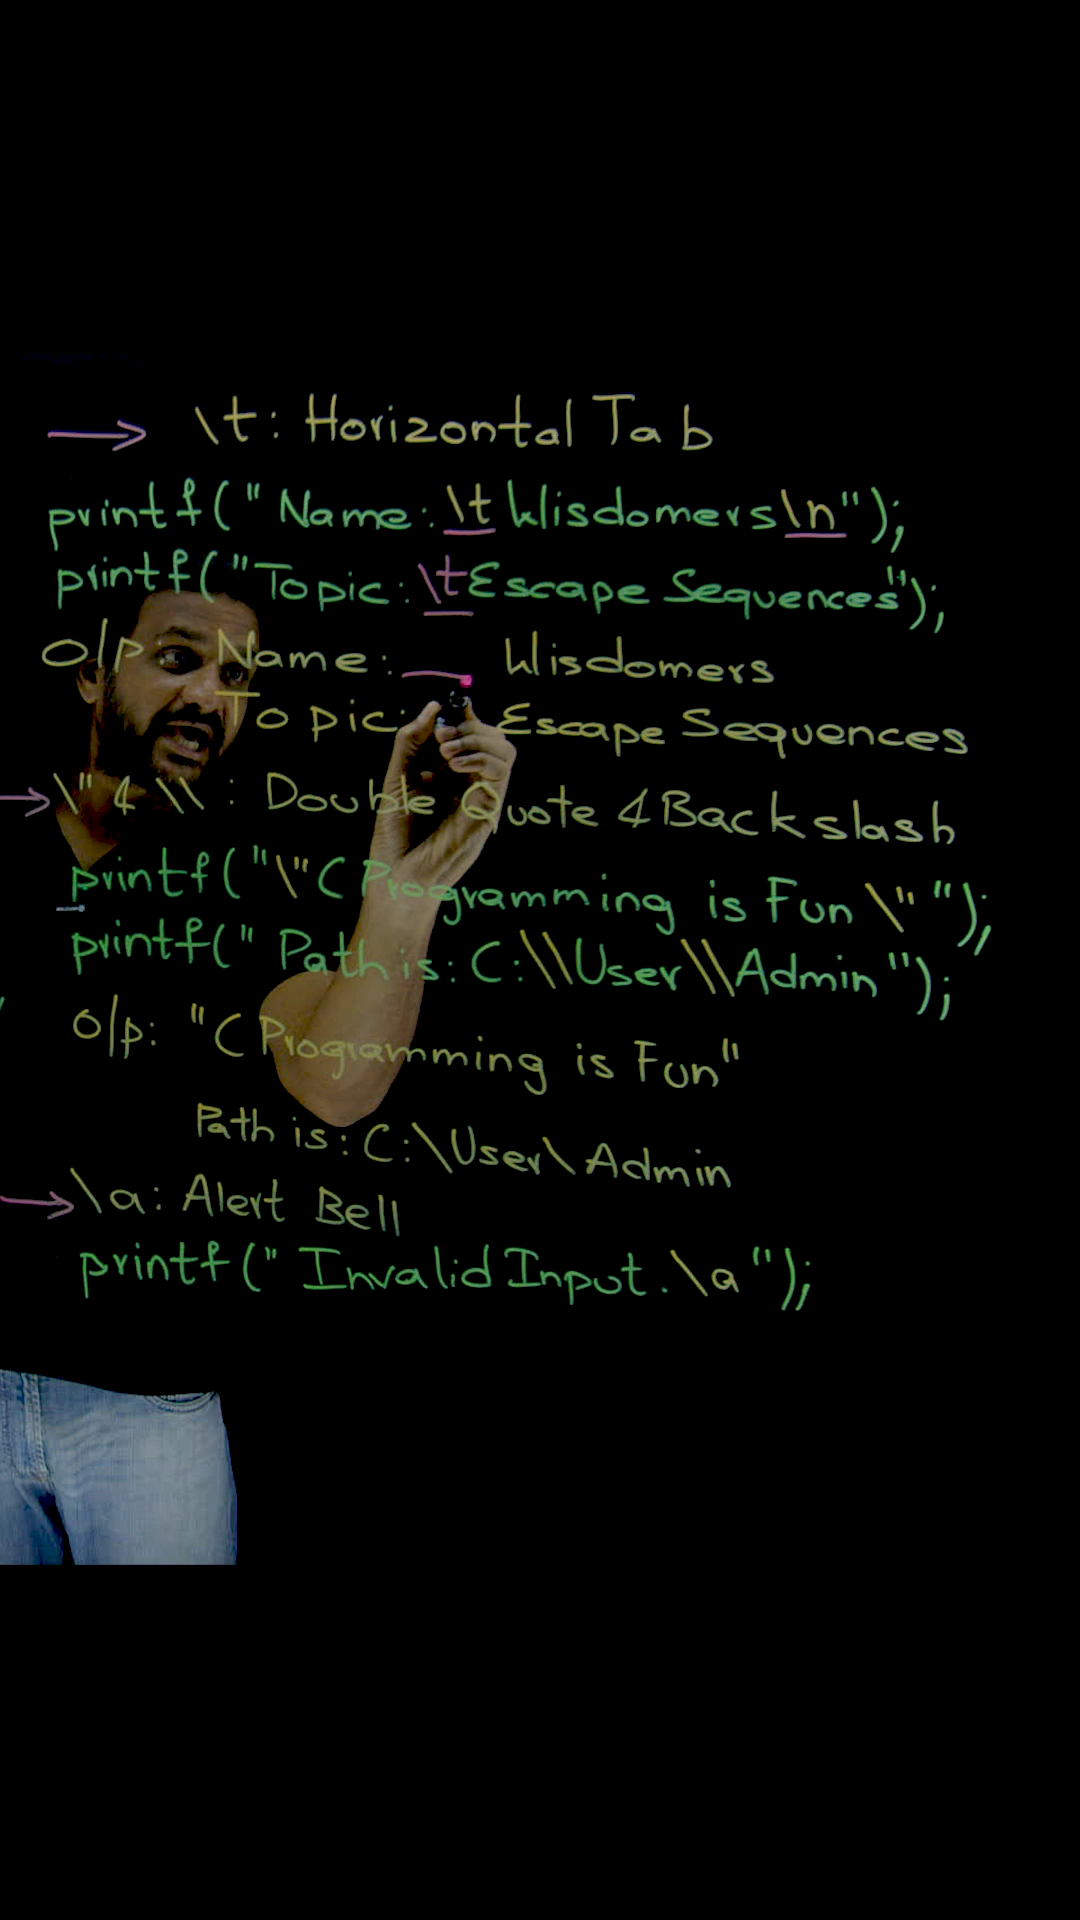 \t: Horizontal Tab
printf("Name:\tWisdomers\n");
printf("Topic:\tEscape Sequences");
o/p: Name: Wisdomers
Topic: Escape Sequences
\" & \\ : Double Quote & Backslash
printf("\"C Programming is Fun\"");
printf("Path is: C:\\User\\Admin");
o/p: "C Programming is Fun"
Path is: C:\User\Admin
\a: Alert Bell
printf("Invalid Input.\a");